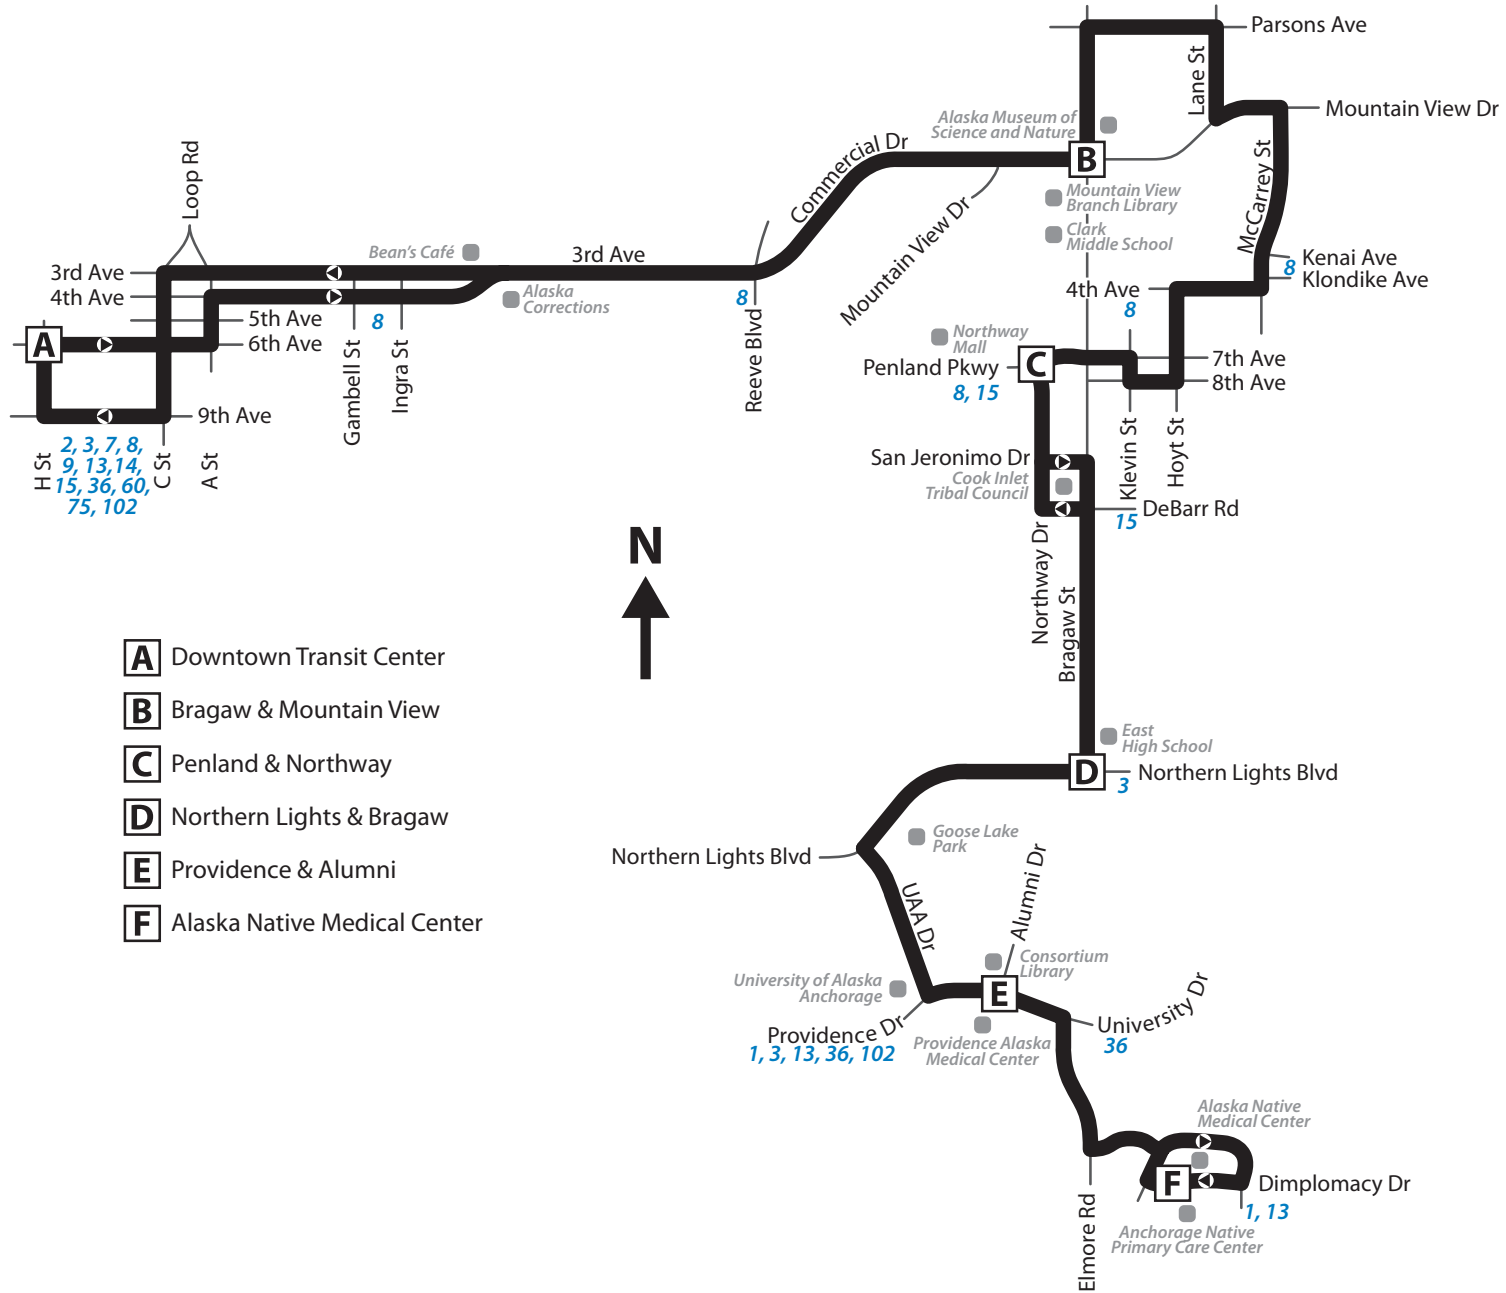 Parsons Ave
Lane St
Mountain View Dr
Alaska Museum of
Science and Nature
B
Commercial Dr
McCarrey St
Loop Rd
Mountain View
Branch Library
Mountain View Dr
Clark
Middle School
Bean's Café
3rd Ave
3rd Ave
Kenai Ave
8
Klondike Ave
4th Ave
Alaska
Corrections
4th Ave
8
8
5th Ave
8
A
6th Ave
Northway
Mall
Reeve Blvd
Gambell St
Ingra St
Penland Pkwy
C
7th Ave
8, 15
8th Ave
9th Ave
H St
2, 3, 7, 8,
9, 13,14,
15, 36, 60,
75, 102
C St
A St
San Jeronimo Dr
Klevin St
Hoyt St
Cook Inlet
Tribal Council
DeBarr Rd
15
N
Northway Dr
Bragaw St
A Downtown Transit Center
B Bragaw & Mountain View
C Penland & Northway
D Northern Lights & Bragaw
E Providence & Alumni
F Alaska Native Medical Center
East
High School
D
Northern Lights Blvd
3
Goose Lake
Park
Northern Lights Blvd
UAA Dr
Alumni Dr
Consortium
Library
University of Alaska
Anchorage
E
Providence Dr
1, 3, 13, 36, 102
University Dr
36
Providence Alaska
Medical Center
Alaska Native
Medical Center
F
Dimplomacy Dr
1, 13
Elmore Rd
Anchorage Native
Primary Care Center